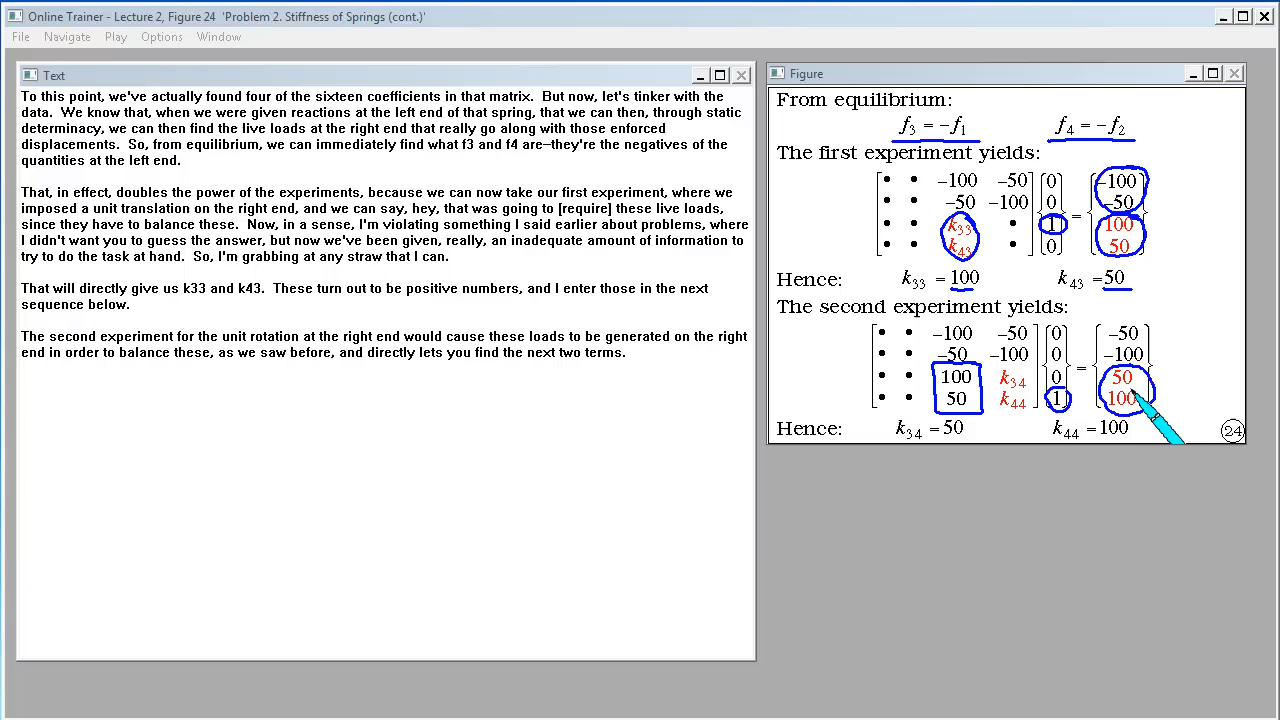 Online Trainer - Lecture 2, Figure 24 'Problem 2. Stiffness of Springs (cont.)'
File Navigate Play Options Window
Text
To this point, we've actually found four of the sixteen coefficients in that matrix. But now, let's tinker with the
data. We know that, when we were given reactions at the left end of that spring, that we can then, through static
determinacy, we can then find the live loads at the right end that really go along with those enforced
displacements. So, from equilibrium, we can immediely find what f3 and f4 are--they're the negatives of the
quantities at the left end.
That, in effect, doubles the power of the experiments, because we can now take our first experiment, where we
imposed a unit translation on the right end, and we can say, hey, that was going to [require] these live loads,
since they have to balance these. Now, in a sense, I'm violating something I said earlier about problems, where
I didn't want you to guess the answer, but now we've been given, really, an inadequate amount of information to
try to do the task at hand. So, I'm grabbing at any straw that I can.
That will directly give us k33 and k43. These turn out to be positive numbers, and I enter those in the next
sequence below.
The second experiment for the unit rotation at the right end would cause these loads to be generated on the right
end in order to balance these, as we saw before, and directly lets you find the next two terms.
Figure
From equilibrium:
f3 = –f1 f4 = –f2
The first experiment yields:
• • –100 –50 0 –100
• • –50 –100 0 –50
• • k33 • 1 = 100
• • k43 • 0 50
Hence: k33 = 100 k43 = 50
The second experiment yields:
• • –100 –50 0 –50
• • –50 –100 0 –100
• • 100 k34 0 = 50
• • 50 k44 1 100
Hence: k34 = 50 k44 = 100
24